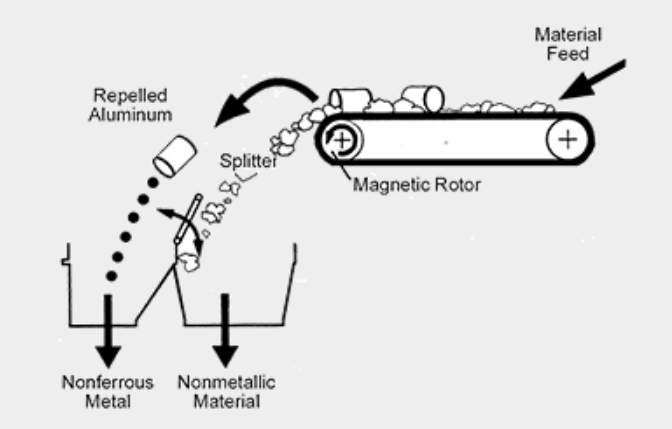 Material
Feed
Repelled
Aluminum
Splitter
Magnetic Rotor
Nonferrous
Metal
Nonmetallic
Material